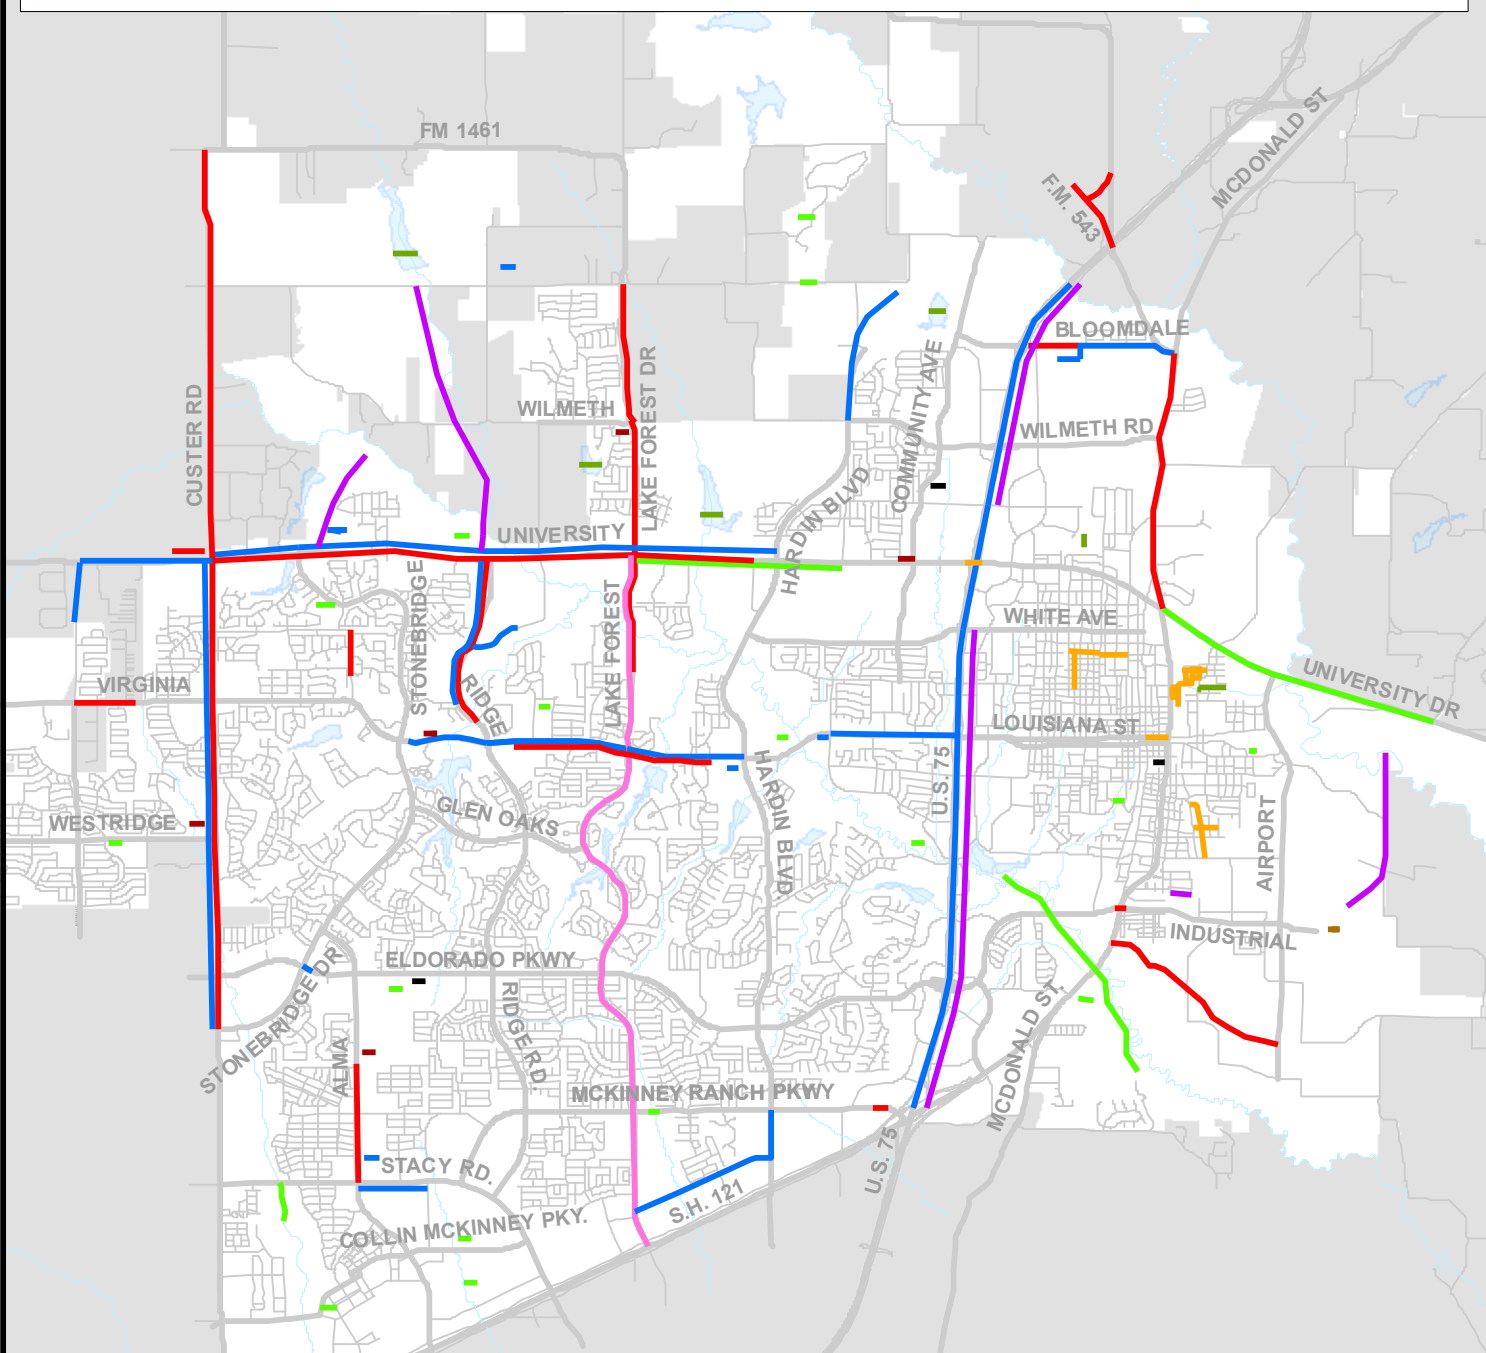 FM 1461
MCDONALD ST
F.M. 543
BLOOMDALE
LAKE FOREST DR
COMMUNITY AVE
CUSTER RD
WILMETH
WILMETH RD
HARDIN BLVD
UNIVERSITY
STONEBRIDGE
LAKE FOREST
WHITE AVE
VIRGINIA
RIDGE
UNIVERSITY DR
LOUISIANA ST
U.S. 75
HARDIN BLVD.
GLEN OAKS
WESTRIDGE
AIRPORT
INDUSTRIAL
ELDORADO PKWY
STONEBRIDGE DR
RIDGE RD.
MCDONALD ST.
ALMA
MCKINNEY RANCH PKWY
U.S. 75
STACY RD.
S.H. 121
COLLIN MCKINNEY PKY.